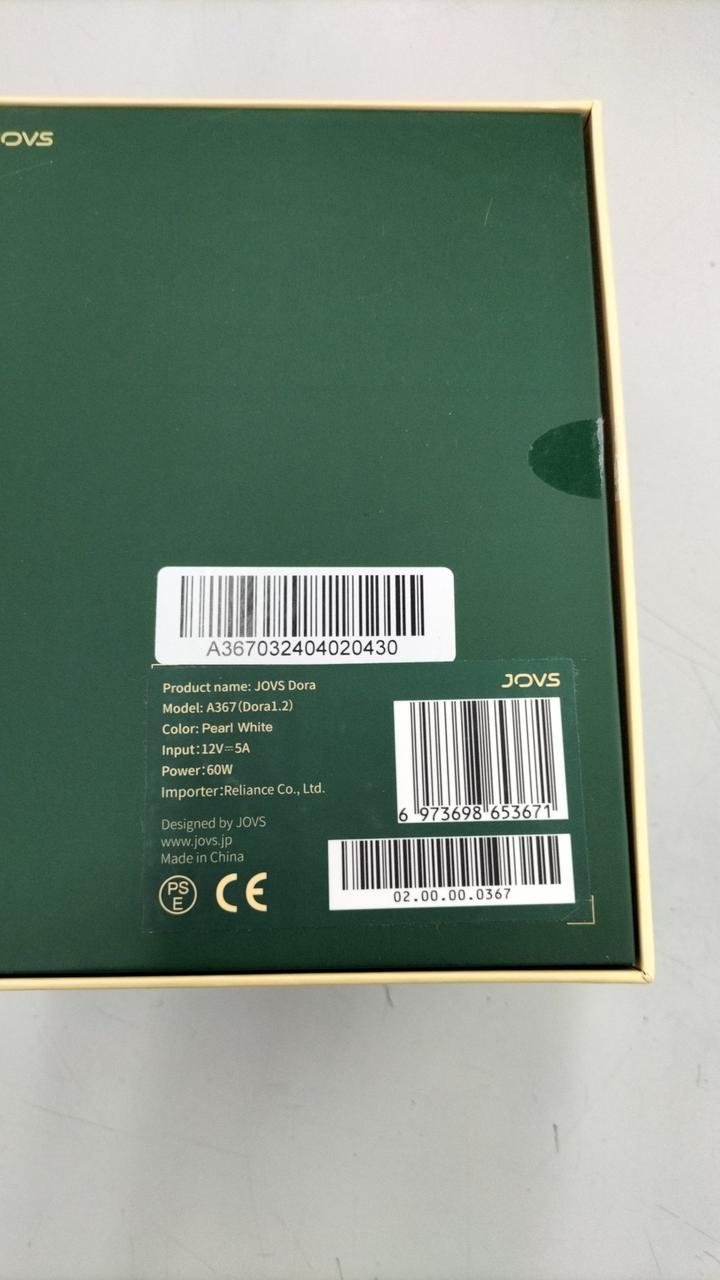 JOVS
A367032404020430
JOVS
Product name: JOVS Dora
Model: A367(Dora1.2)
Color: Pearl White
Input:12V⎓5A
Power:60W
Importer:Reliance Co., Ltd.
6 973698 653671
Designed by JOVS
www.jovs.jp
Made in China
PS
E
CE
02.00.00.0367